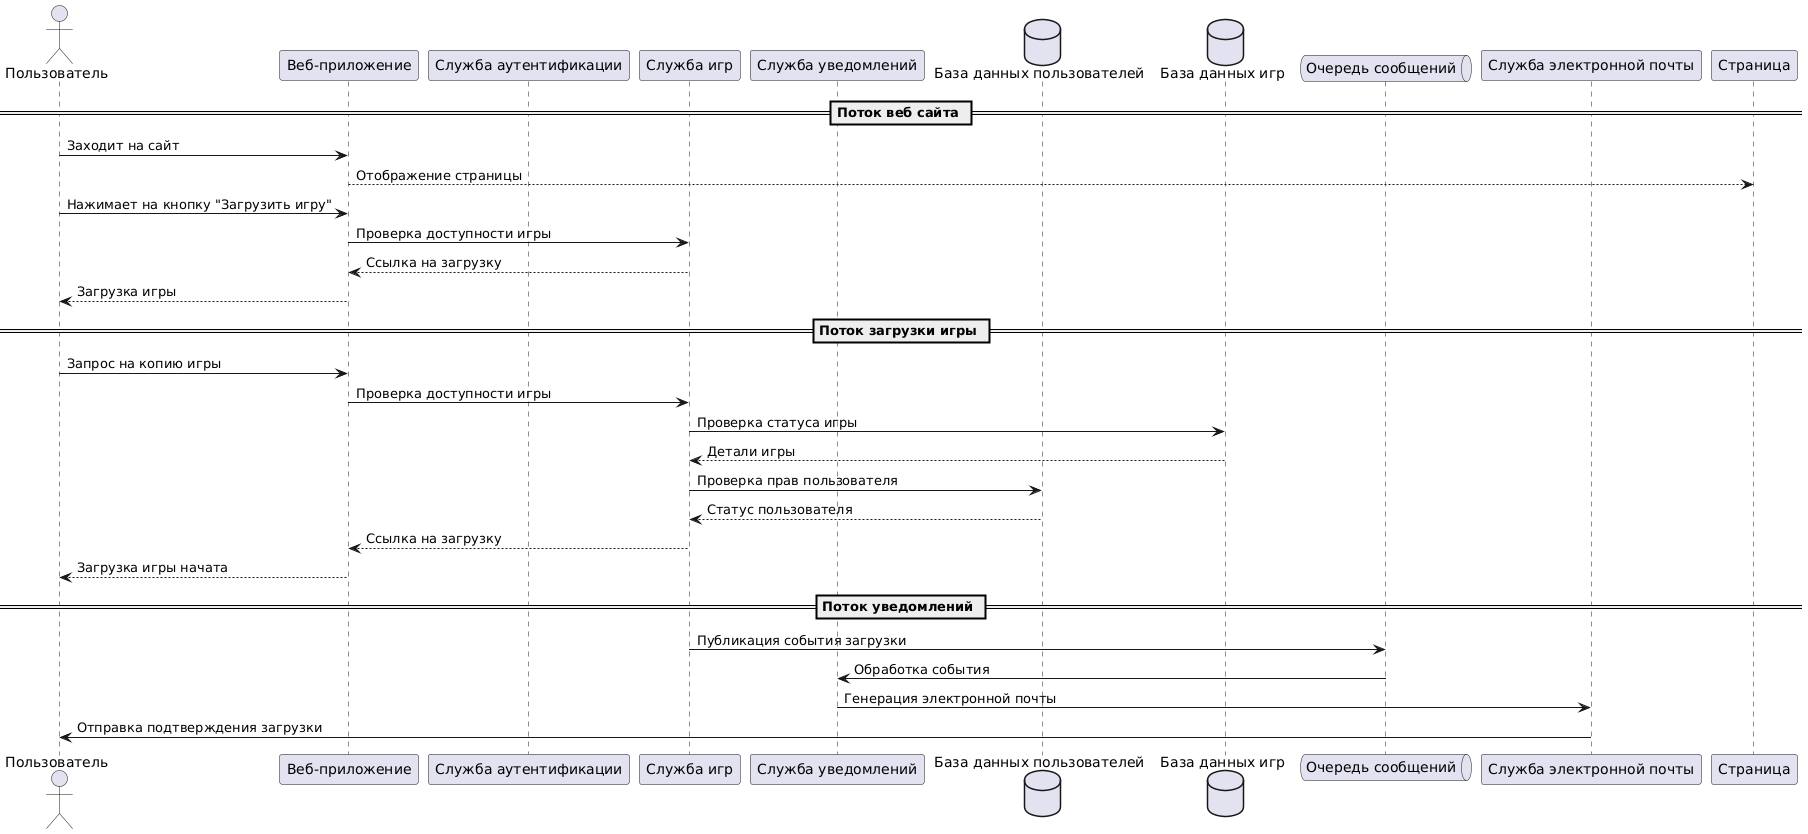 Пользователь
Веб-приложение
Служба аутентификации
Служба игр
Служба уведомлений
База данных пользователей
База данных игр
Очередь сообщений
Служба электронной почты
Страница
Поток веб сайта
Заходит на сайт
Отображение страницы
Нажимает на кнопку "Загрузить игру"
Проверка доступности игры
Ссылка на загрузку
Загрузка игры
Поток загрузки игры
Запрос на копию игры
Проверка доступности игры
Проверка статуса игры
Детали игры
Проверка прав пользователя
Статус пользователя
Ссылка на загрузку
Загрузка игры начата
Поток уведомлений
Публикация события загрузки
Обработка события
Генерация электронной почты
Отправка подтверждения загрузки
Пользователь
Веб-приложение
Служба аутентификации
Служба игр
Служба уведомлений
База данных пользователей
База данных игр
Очередь сообщений
Служба электронной почты
Страница